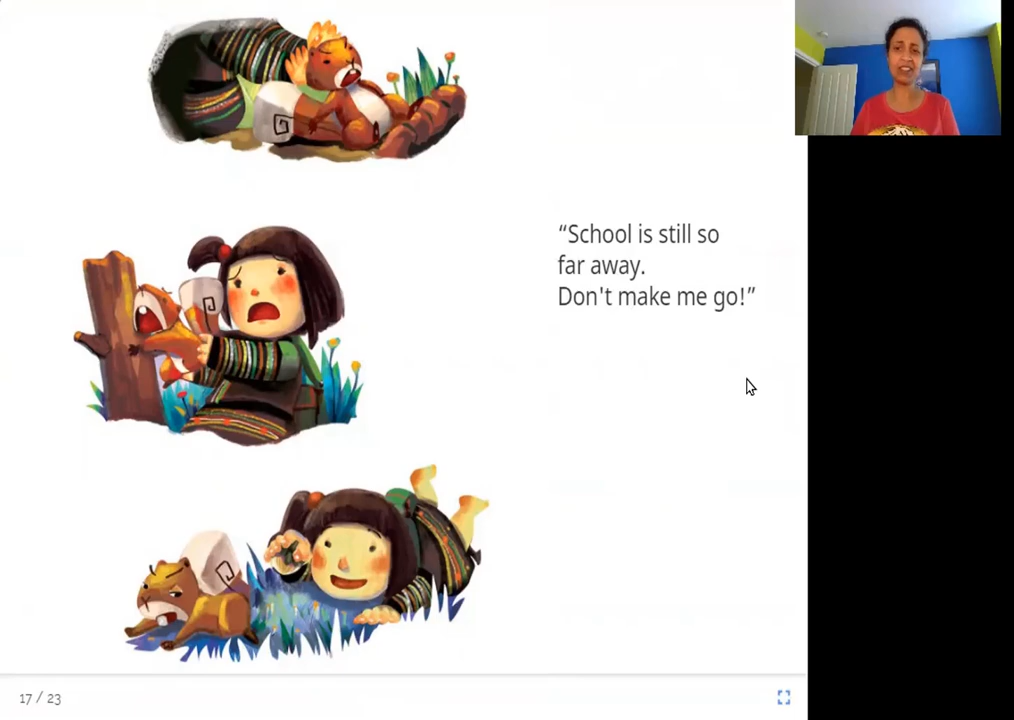 “School is still so
far away.
Don't make me go!”
17 / 23